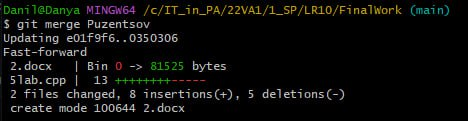 Danil@Danya MINGW64 /c/IT_in_PA/22VA1/1_SP/LR10/FinalWork (main)
$ git merge Puzentsov
Updating e01f9f6..0350306
Fast-forward
 2.docx   | Bin 0 -> 81525 bytes
 5lab.cpp |  13 ++++++++-----
 2 files changed, 8 insertions(+), 5 deletions(-)
 create mode 100644 2.docx